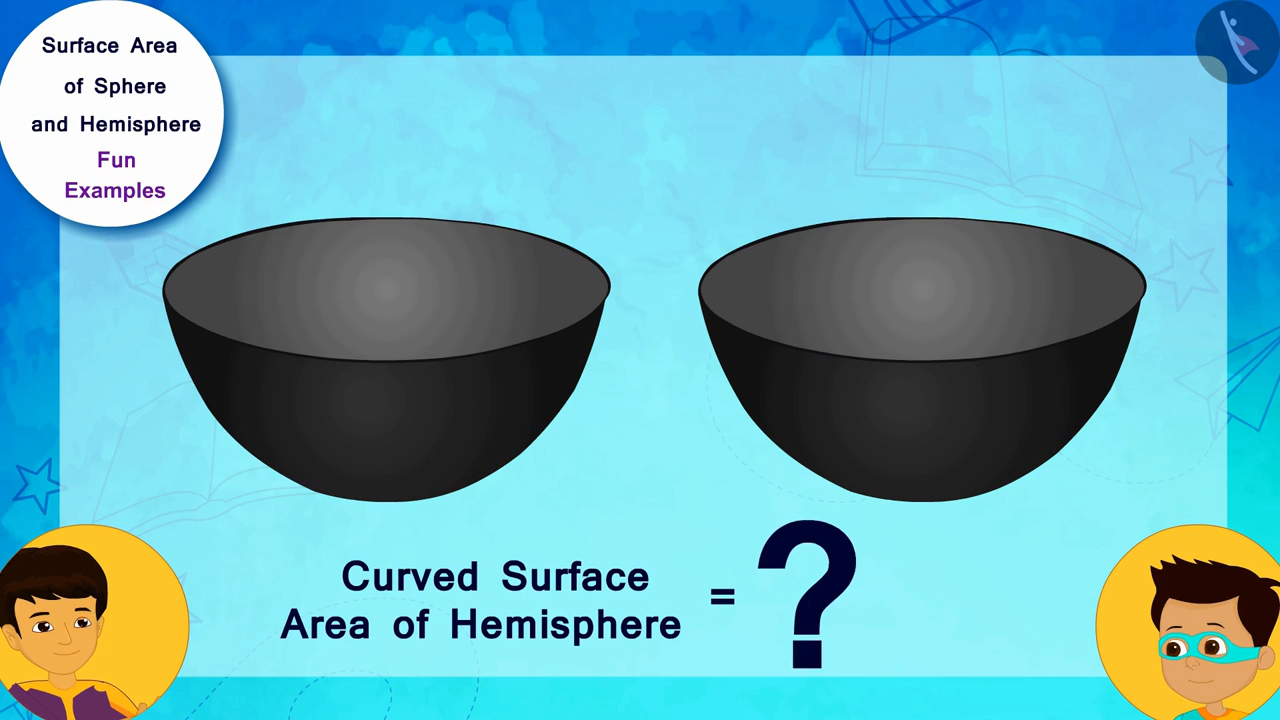 Surface Area
of Sphere
and Hemisphere
Fun
Examples
Curved Surface
Area of Hemisphere
= ?